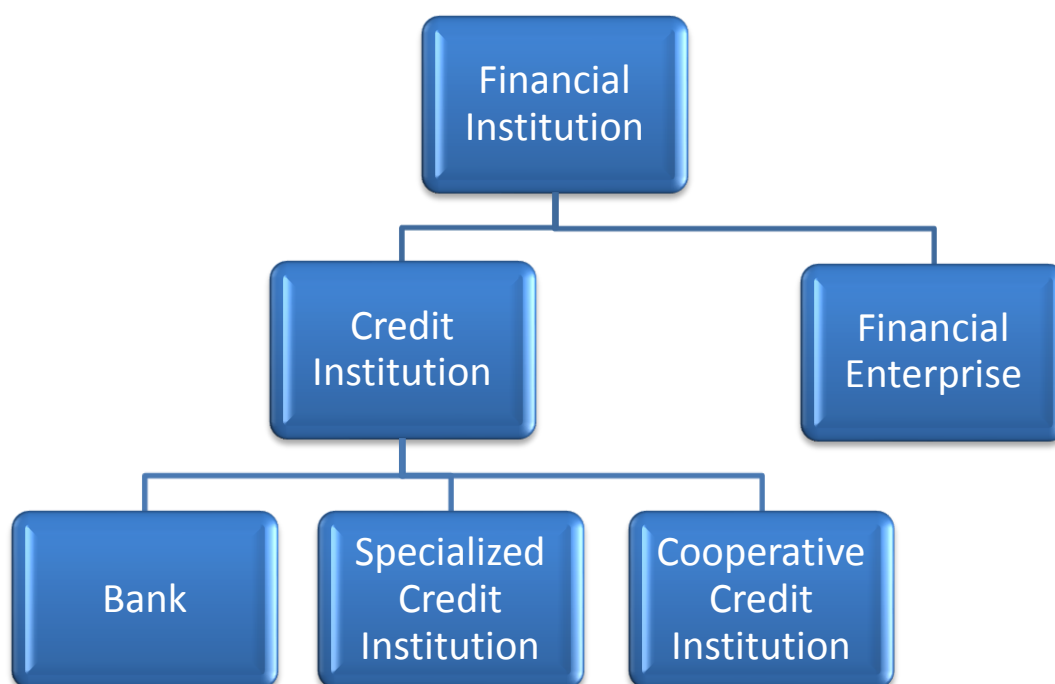 Financial
Institution
Credit
Institution
Financial
Enterprise
Bank
Specialized
Credit
Institution
Cooperative
Credit
Institution